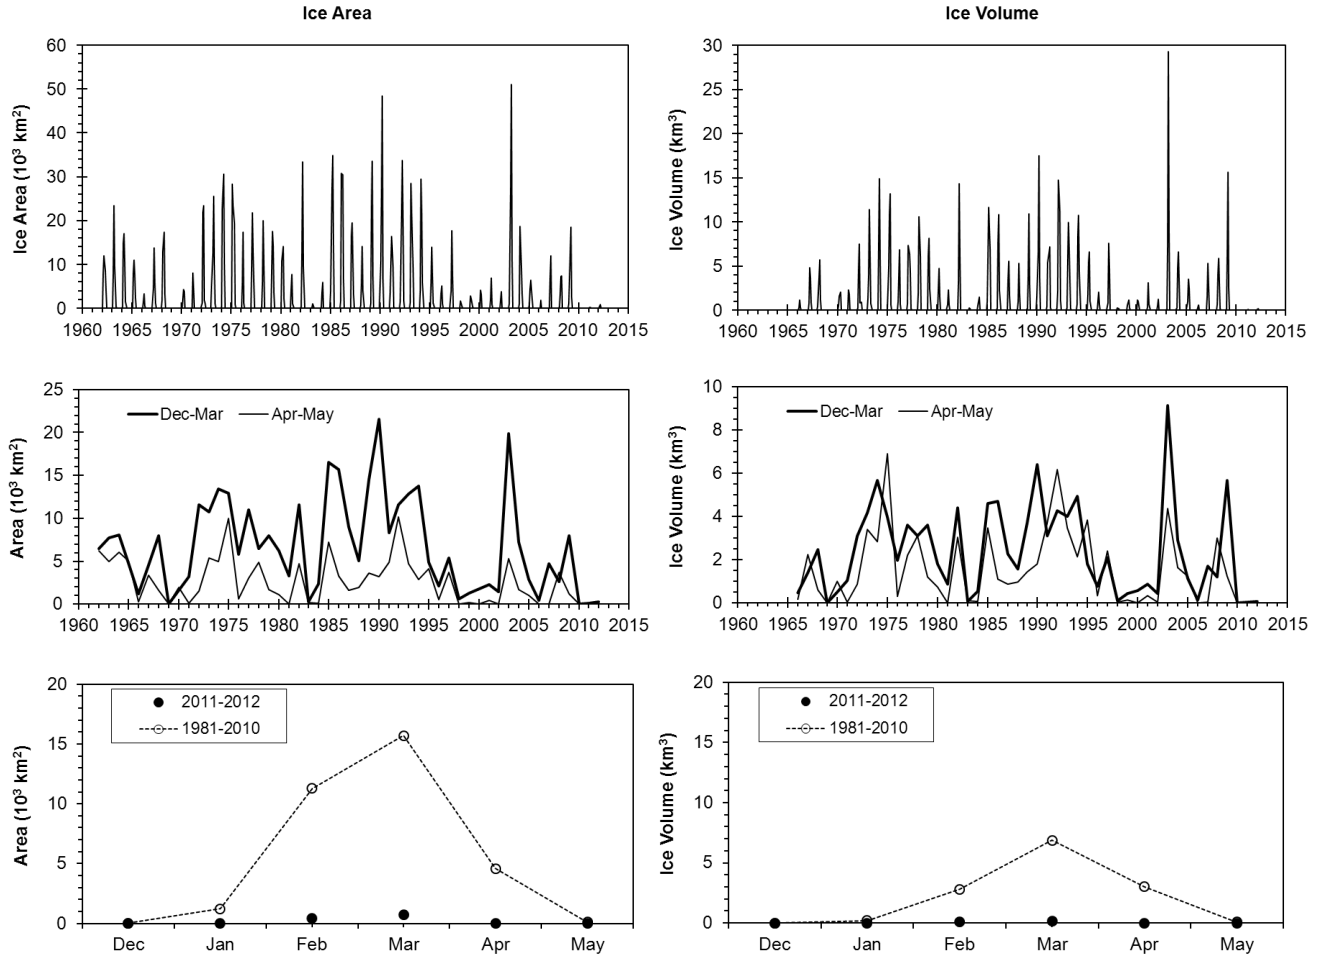 Ice Area
Ice Volume
Ice Area (10³ km²)
60
50
40
30
20
10
0
1960 1965 1970 1975 1980 1985 1990 1995 2000 2005 2010 2015
Ice Volume (km³)
30
25
20
15
10
5
0
1960 1965 1970 1975 1980 1985 1990 1995 2000 2005 2010 2015
Area (10³ km²)
25
20
15
10
5
0
Dec-Mar Apr-May
1960 1965 1970 1975 1980 1985 1990 1995 2000 2005 2010 2015
Ice Volume (km³)
10
8
6
4
2
0
Dec-Mar Apr-May
1960 1965 1970 1975 1980 1985 1990 1995 2000 2005 2010 2015
Area (10³ km²)
20
15
10
5
0
2011-2012
1981-2010
Dec Jan Feb Mar Apr May
Ice Volume (km³)
20
15
10
5
0
2011-2012
1981-2010
Dec Jan Feb Mar Apr May